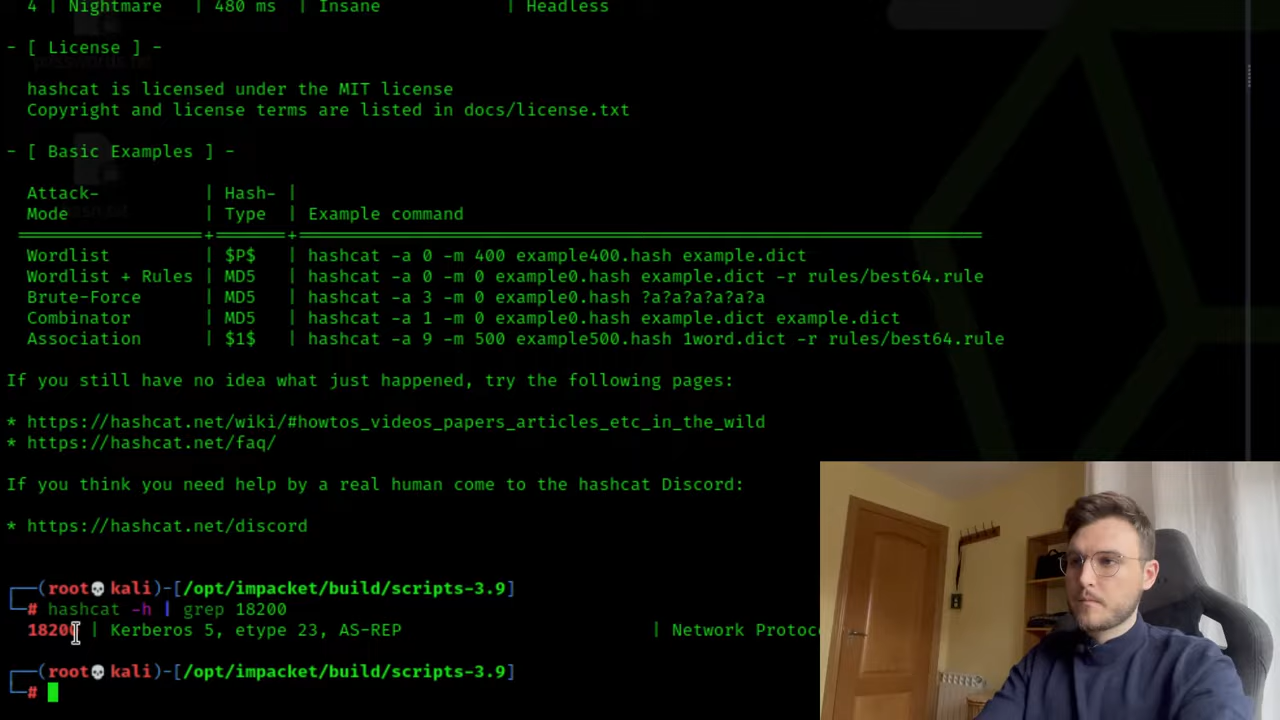 4 | Nightmare | 480 ms | Insane | Headless
- [ License ] -
hashcat is licensed under the MIT license
Copyright and license terms are listed in docs/license.txt
- [ Basic Examples ] -
Attack- | Hash- |
Mode | Type | Example command
Wordlist | $P$ | hashcat -a 0 -m 400 example400.hash example.dict
Wordlist + Rules | MD5 | hashcat -a 0 -m 0 example0.hash example.dict -r rules/best64.rule
Brute-Force | MD5 | hashcat -a 3 -m 0 example0.hash ?a?a?a?a?a?a
Combinator | MD5 | hashcat -a 1 -m 0 example0.hash example.dict example.dict
Association | $1$ | hashcat -a 9 -m 500 example500.hash 1word.dict -r rules/best64.rule
If you still have no idea what just happened, try the following pages:
* https://hashcat.net/wiki/#howtos_videos_papers_articles_etc_in_the_wild
* https://hashcat.net/faq/
If you think you need help by a real human come to the hashcat Discord:
* https://hashcat.net/discord
┌──(root💀kali)-[/opt/impacket/build/scripts-3.9]
└─# hashcat -h | grep 18200
18200 | Kerberos 5, etype 23, AS-REP | Network Protoc
┌──(root💀kali)-[/opt/impacket/build/scripts-3.9]
└─#